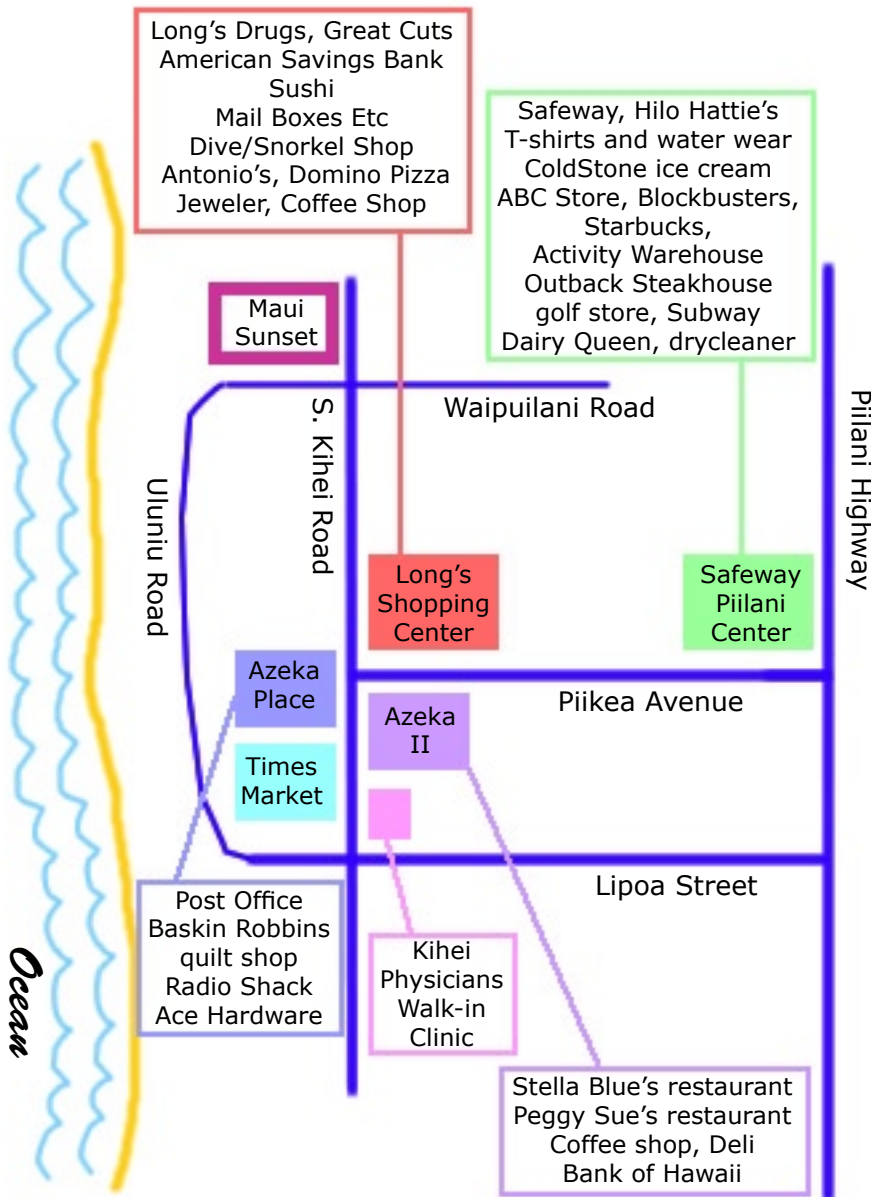 Long’s Drugs, Great Cuts
American Savings Bank
Sushi
Mail Boxes Etc
Dive/Snorkel Shop
Antonio’s, Domino Pizza
Jeweler, Coffee Shop
Safeway, Hilo Hattie’s
T-shirts and water wear
ColdStone ice cream
ABC Store, Blockbusters,
Starbucks,
Activity Warehouse
Outback Steakhouse
golf store, Subway
Dairy Queen, drycleaner
Maui
Sunset
Waipuilani Road
S. Kihei Road
Uluniu Road
Piilani Highway
Long’s
Shopping
Center
Safeway
Piilani
Center
Azeka
Place
Azeka
II
Piikea Avenue
Times
Market
Lipoa Street
Post Office
Baskin Robbins
quilt shop
Radio Shack
Ace Hardware
Kihei
Physicians
Walk-in
Clinic
Ocean
Stella Blue’s restaurant
Peggy Sue’s restaurant
Coffee shop, Deli
Bank of Hawaii